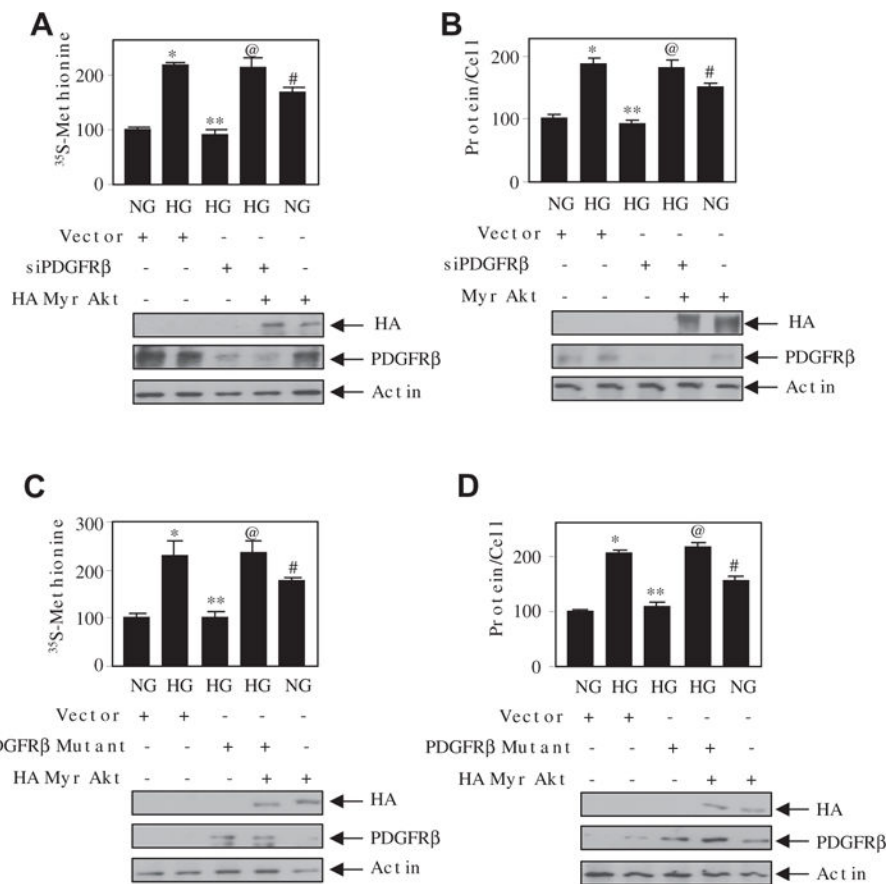 A
35S-Methionine
200
100
0
* ** @ #
NG HG HG HG NG
Vector + + - - -
siPDGFRβ - - + + -
HA Myr Akt - - - + +
HA
PDGFRβ
Actin
B
Protein/Cell
200
100
0
* ** @ #
NG HG HG HG NG
Vector + + - - -
siPDGFRβ - - + + -
Myr Akt - - - + +
HA
PDGFRβ
Actin
C
35S-Methionine
300
200
100
0
* ** @ #
NG HG HG HG NG
Vector + + - - -
DGFRβ Mutant - - + + -
HA Myr Akt - - - + +
HA
PDGFRβ
Actin
D
Protein/Cell
200
100
0
* ** @ #
NG HG HG HG NG
Vector + + - - -
PDGFRβ Mutant - - + + -
HA Myr Akt - - - + +
HA
PDGFRβ
Actin